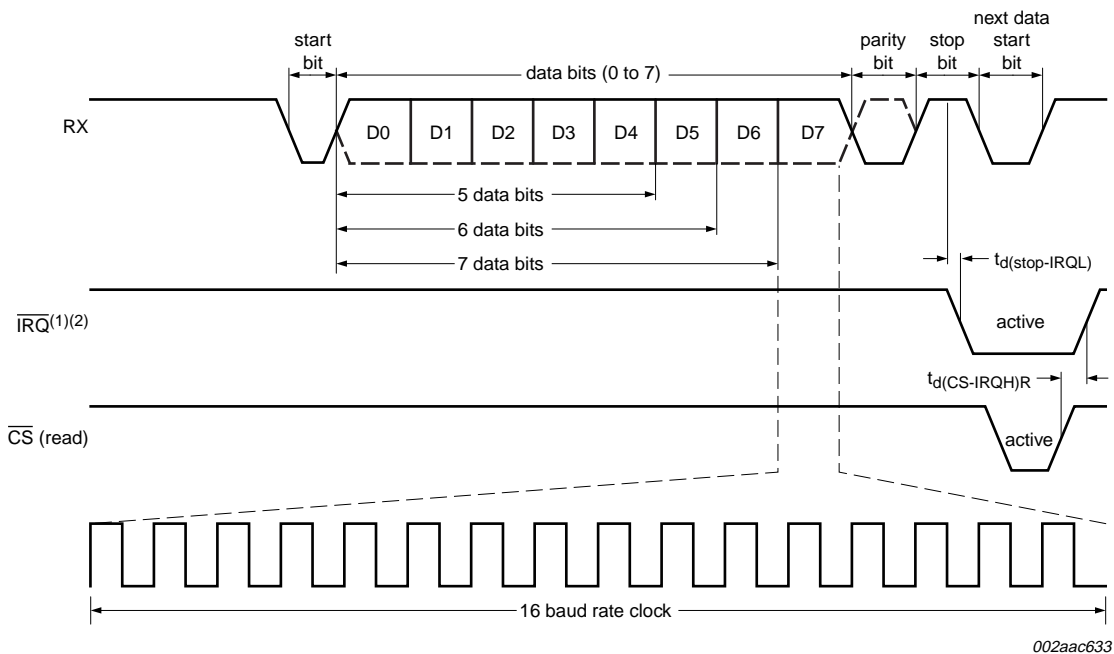 start
bit
data bits (0 to 7)
parity
bit
stop
bit
next data
start
bit
RX
D0 D1 D2 D3 D4 D5 D6 D7
5 data bits
6 data bits
7 data bits
td(stop-IRQL)
IRQ(1)(2)
active
td(CS-IRQH)R
CS (read)
active
16 baud rate clock
002aac633